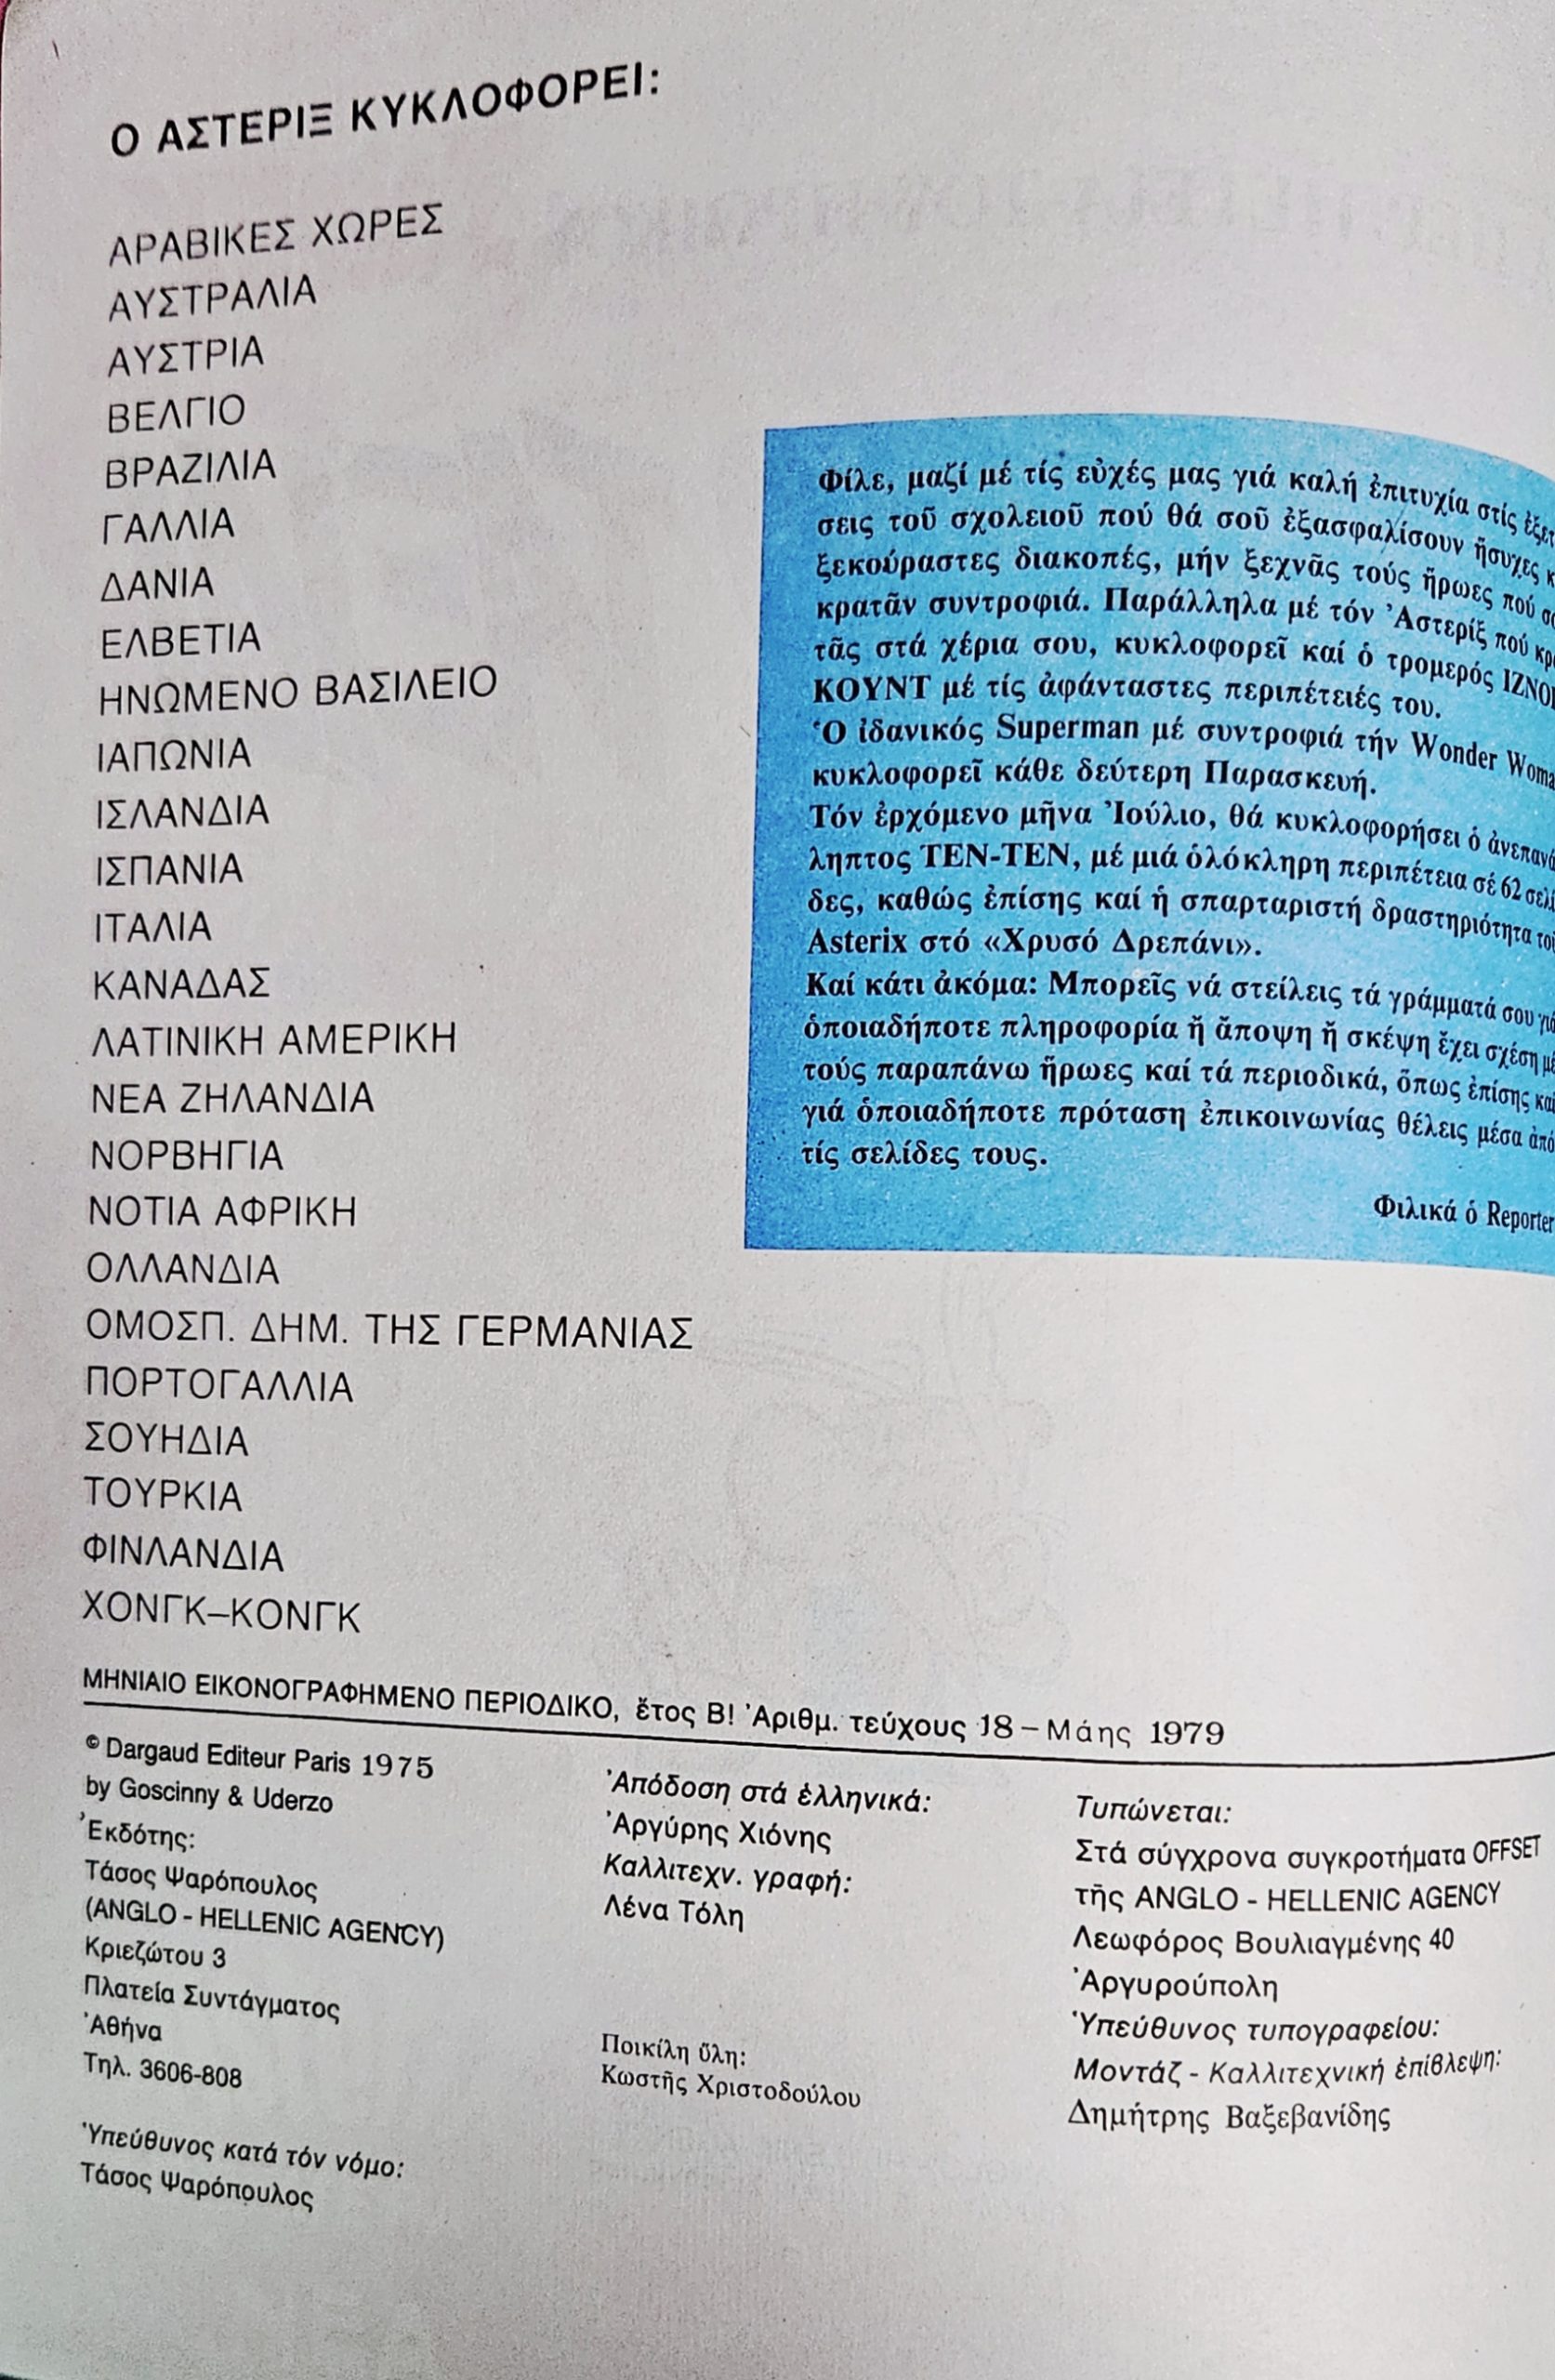 Ο ΑΣΤΕΡΙΞ ΚΥΚΛΟΦΟΡΕΙ:
ΑΡΑΒΙΚΕΣ ΧΩΡΕΣ
ΑΥΣΤΡΑΛΙΑ
ΑΥΣΤΡΙΑ
ΒΕΛΓΙΟ
ΒΡΑΖΙΛΙΑ
ΓΑΛΛΙΑ
ΔΑΝΙΑ
ΕΛΒΕΤΙΑ
ΗΝΩΜΕΝΟ ΒΑΣΙΛΕΙΟ
ΙΑΠΩΝΙΑ
ΙΣΛΑΝΔΙΑ
ΙΣΠΑΝΙΑ
ΙΤΑΛΙΑ
ΚΑΝΑΔΑΣ
ΛΑΤΙΝΙΚΗ ΑΜΕΡΙΚΗ
ΝΕΑ ΖΗΛΑΝΔΙΑ
ΝΟΡΒΗΓΙΑ
ΝΟΤΙΑ ΑΦΡΙΚΗ
ΟΛΛΑΝΔΙΑ
ΟΜΟΣΠ. ΔΗΜ. ΤΗΣ ΓΕΡΜΑΝΙΑΣ
ΠΟΡΤΟΓΑΛΛΙΑ
ΣΟΥΗΔΙΑ
ΤΟΥΡΚΙΑ
ΦΙΝΛΑΝΔΙΑ
ΧΟΝΓΚ–ΚΟΝΓΚ
Φίλε, μαζί μέ τίς εὐχές μας γιά καλή ἐπιτυχία στίς
σεις τοῦ σχολειοῦ πού θά σοῦ ἐξασφαλίσουν ἥσυχες
ξεκούραστες διακοπές, μήν ξεχνᾶς τούς ἥρωες πού
κρατᾶν συντροφιά. Παράλληλα μέ τόν Ἀστερίξ πού
τᾶς στά χέρια σου, κυκλοφορεῖ καί ὁ τρομερός
ΚΟΥΝΤ μέ τίς ἀφάνταστες περιπέτειές του.
Ὁ ἰδανικός Superman μέ συντροφιά τήν Wonder
κυκλοφορεῖ κάθε δεύτερη Παρασκευή.
Τόν ἐρχόμενο μῆνα Ἰούλιο, θά κυκλοφορήσει ὁ
ληπτος ΤΕΝ-ΤΕΝ, μέ μιά ὁλόκληρη περιπέτεια σέ 62
δες, καθώς ἐπίσης καί ἡ σπαρταριστή δραστηριότητα
Asterix στό «Χρυσό Δρεπάνι».
Καί κάτι ἀκόμα: Μπορεῖς νά στείλεις τά γράμματά σου γιά
ὁποιαδήποτε πληροφορία ἤ ἄποψη ἤ σκέψη ἔχει σχέση μέ
τούς παραπάνω ἥρωες καί τά περιοδικά, ὅπως ἐπίσης καί
γιά ὁποιαδήποτε πρόταση ἐπικοινωνίας θέλεις μέσα ἀπό
τίς σελίδες τους.
Φιλικά ὁ Reporter
ΜΗΝΙΑΙΟ ΕΙΚΟΝΟΓΡΑΦΗΜΕΝΟ ΠΕΡΙΟΔΙΚΟ, ἔτος Β! Ἀριθμ. τεύχους 18 – Μάης 1979
© Dargaud Editeur Paris 1975
by Goscinny & Uderzo
Ἐκδότης:
Τάσος Ψαρόπουλος
(ANGLO - HELLENIC AGENCY)
Κριεζώτου 3
Πλατεία Συντάγματος
Ἀθήνα
Τηλ. 3606-808
Ὑπεύθυνος κατά τόν νόμο:
Τάσος Ψαρόπουλος
Ἀπόδοση στά ἑλληνικά:
Ἀργύρης Χιόνης
Καλλιτεχν. γραφή:
Λένα Τόλη
Ποικίλη ὕλη:
Κωστῆς Χριστοδούλου
Τυπώνεται:
Στά σύγχρονα συγκροτήματα OFFSET
τῆς ANGLO - HELLENIC AGENCY
Λεωφόρος Βουλιαγμένης 40
Ἀργυρούπολη
Ὑπεύθυνος τυπογραφείου:
Μοντάζ - Καλλιτεχνική ἐπίβλεψη:
Δημήτρης Βαξεβανίδης